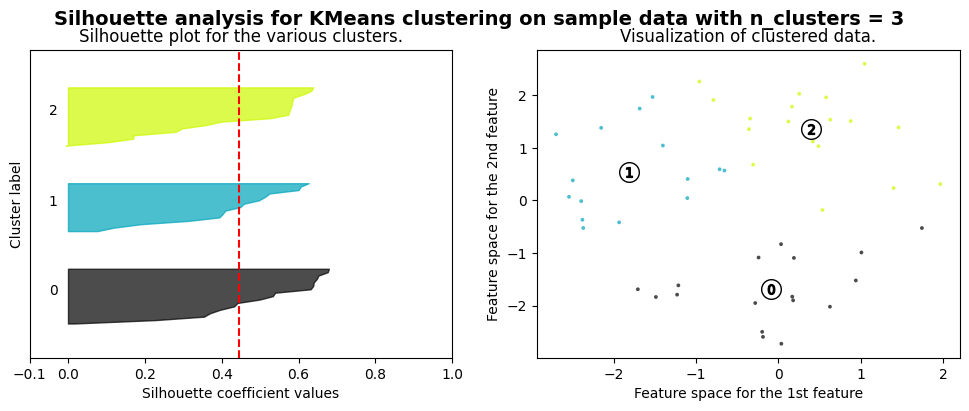 Silhouette analysis for KMeans clustering on sample data with n_clusters = 3
Silhouette plot for the various clusters.
Cluster label
2
1
0
−0.1 0.0 0.2 0.4 0.6 0.8 1.0
Silhouette coefficient values
Visualization of clustered data.
Feature space for the 2nd feature
2
1
0
−1
−2
2
1
0
−2 −1 0 1 2
Feature space for the 1st feature